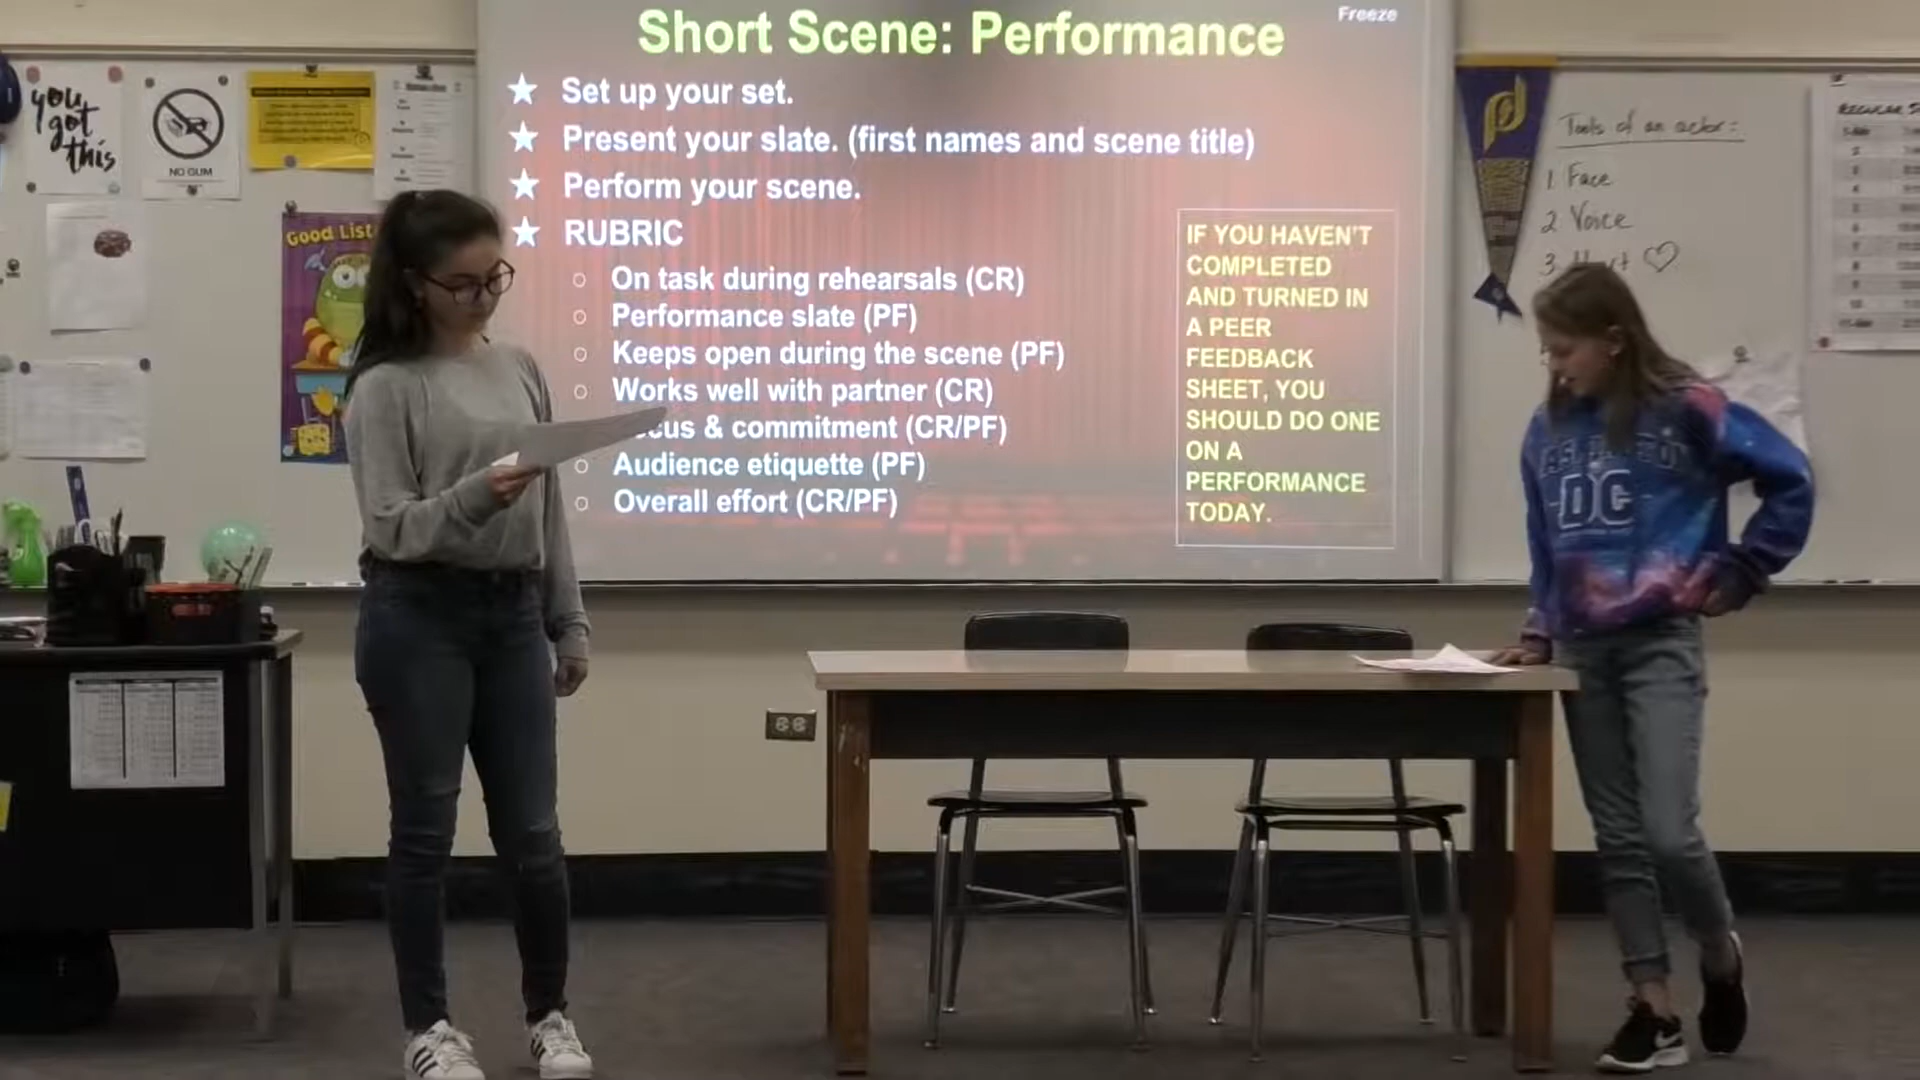 Short Scene: Performance
Freeze
★ Set up your set.
★ Present your slate. (first names and scene title)
★ Perform your scene.
★ RUBRIC
○ On task during rehearsals (CR)
○ Performance slate (PF)
○ Keeps open during the scene (PF)
○ Works well with partner (CR)
○ cus & commitment (CR/PF)
○ Audience etiquette (PF)
○ Overall effort (CR/PF)
IF YOU HAVEN'T
COMPLETED
AND TURNED IN
A PEER
FEEDBACK
SHEET, YOU
SHOULD DO ONE
ON A
PERFORMANCE
TODAY.
you
got
this
NO GUM
Good List
Tools of an actor:
1 Face
2 Voice
3
REGULAR
DC